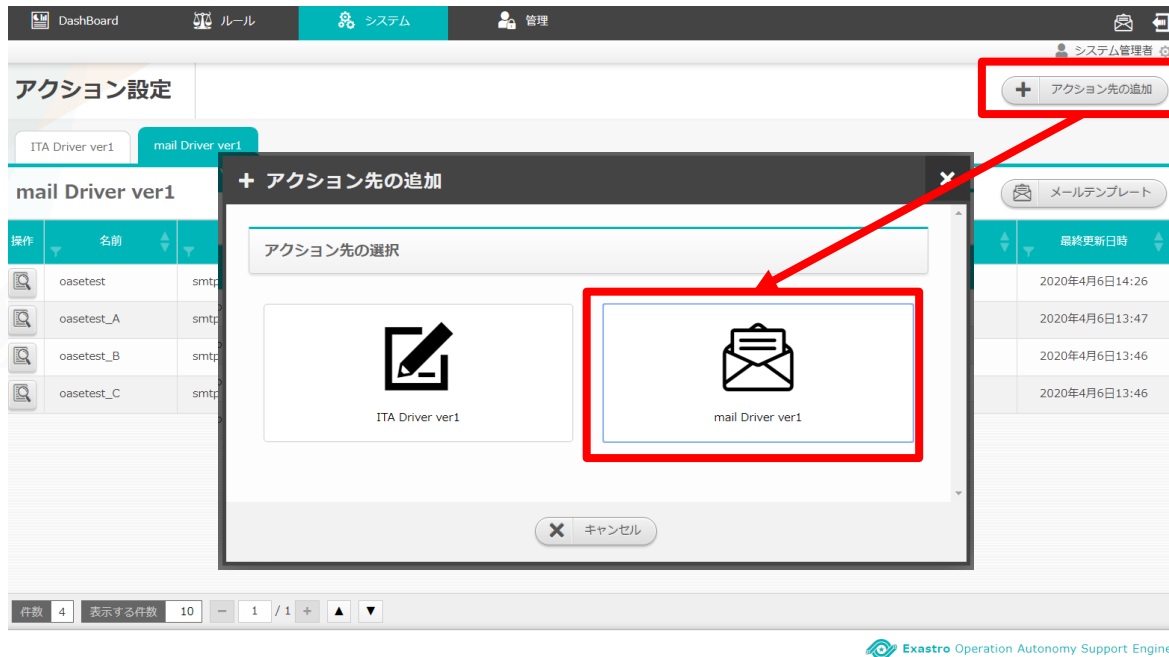 DashBoard ルール システム 管理
システム管理者
アクション設定
アクション先の追加
ITA Driver ver1 mail Driver ver1
mail Driver ver1
メールテンプレート
操作 名前 最終更新日時
oasetest smtp 2020年4月6日14:26
oasetest_A smtp 2020年4月6日13:47
oasetest_B smtp 2020年4月6日13:46
oasetest_C smtp 2020年4月6日13:46
アクション先の追加
アクション先の選択
ITA Driver ver1 mail Driver ver1
キャンセル
件数 4 表示する件数 10 − 1 / 1 + ▲ ▼
Exastro Operation Autonomy Support Engine